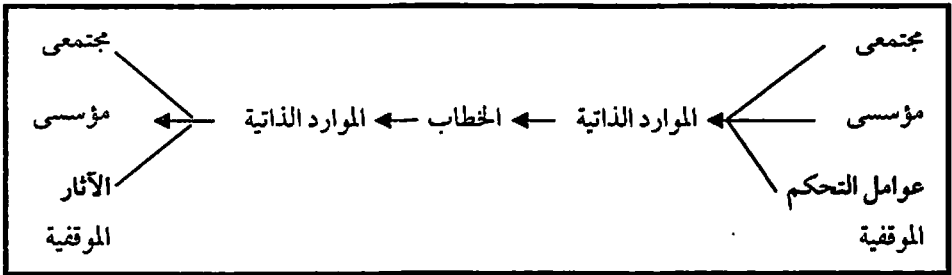 مجتمعى مجتمعى
مؤسسى الموارد الذاتية الخطاب الموارد الذاتية مؤسسى
عوامل التحكم الآثار
الموقفية الموقفية